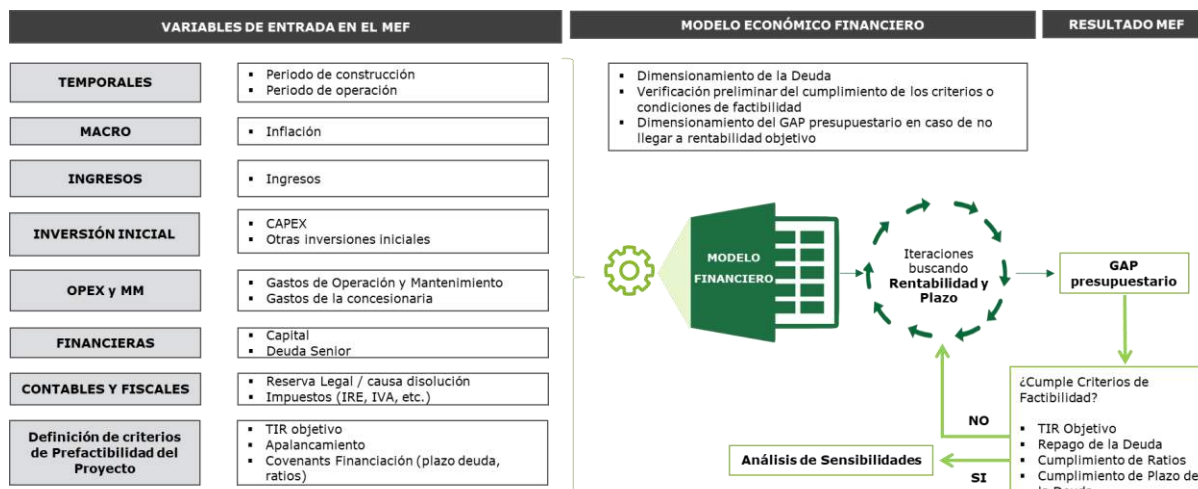 VARIABLES DE ENTRADA EN EL MEF
MODELO ECONÓMICO FINANCIERO
RESULTADO MEF
TEMPORALES
▪ Periodo de construcción
▪ Periodo de operación
MACRO
▪ Inflación
INGRESOS
▪ Ingresos
INVERSIÓN INICIAL
▪ CAPEX
▪ Otras inversiones iniciales
OPEX y MM
▪ Gastos de Operación y Mantenimiento
▪ Gastos de la concesionaria
FINANCIERAS
▪ Capital
▪ Deuda Senior
CONTABLES Y FISCALES
▪ Reserva Legal / causa disolución
▪ Impuestos (IRE, IVA, etc.)
Definición de criterios
de Prefactibilidad del
Proyecto
▪ TIR objetivo
▪ Apalancamiento
▪ Covenants Financiación (plazo deuda,
ratios)
▪ Dimensionamiento de la Deuda
▪ Verificación preliminar del cumplimiento de los criterios o
condiciones de factibilidad
▪ Dimensionamiento del GAP presupuestario en caso de no
llegar a rentabilidad objetivo
MODELO
FINANCIERO
Iteraciones
buscando
Rentabilidad y
Plazo
GAP
presupuestario
¿Cumple Criterios de
Factibilidad?
▪ TIR Objetivo
▪ Repago de la Deuda
▪ Cumplimiento de Ratios
▪ Cumplimiento de Plazo de
la Deuda
NO
SI
Análisis de Sensibilidades